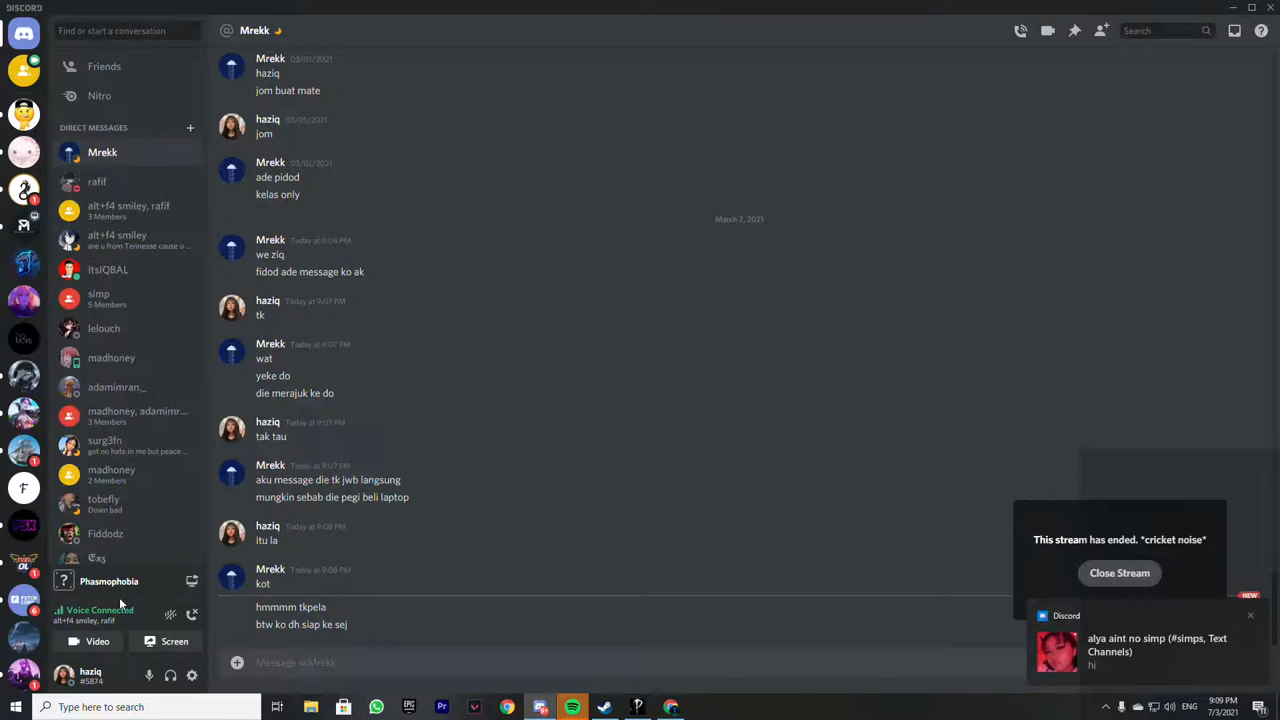 DISCORD
Find or start a conversation
Friends
Nitro
DIRECT MESSAGES
Mrekk
rafif
alt+f4 smiley, rafif
3 Members
alt+f4 smiley
are u from Tennesse cause u ...
ItsIQBAL
simp
5 Members
lelouch
madhoney
adamimran._
madhoney, adamimr...
3 Members
surg3fn
got no hate in me but peace ...
madhoney
2 Members
tobefly
Down bad
Fiddodz
Phasmophobia
Voice Connected
alt+f4 smiley, rafif
Video
Screen
haziq
#5874
@ Mrekk
Search
Mrekk 03/01/2021
haziq
jom buat mate
haziq 03/01/2021
jom
Mrekk 03/01/2021
ade pidod
kelas only
March 7, 2021
Mrekk Today at 9:04 PM
we ziq
fidod ade message ko ak
haziq Today at 9:07 PM
tk
Mrekk Today at 9:07 PM
wat
yeke do
die merajuk ke do
haziq Today at 9:07 PM
tak tau
Mrekk Today at 9:07 PM
aku message die tk jwb langsung
mungkin sebab die pegi beli laptop
haziq Today at 9:08 PM
itu la
Mrekk Today at 9:08 PM
kot
NEW
hmmmm tkpela
btw ko dh siap ke sej
Message @Mrekk
This stream has ended. *cricket noise*
Close Stream
Discord
alya aint no simp (#simps, Text
Channels)
hi
Type here to search
ENG
9:09 PM
7/3/2021